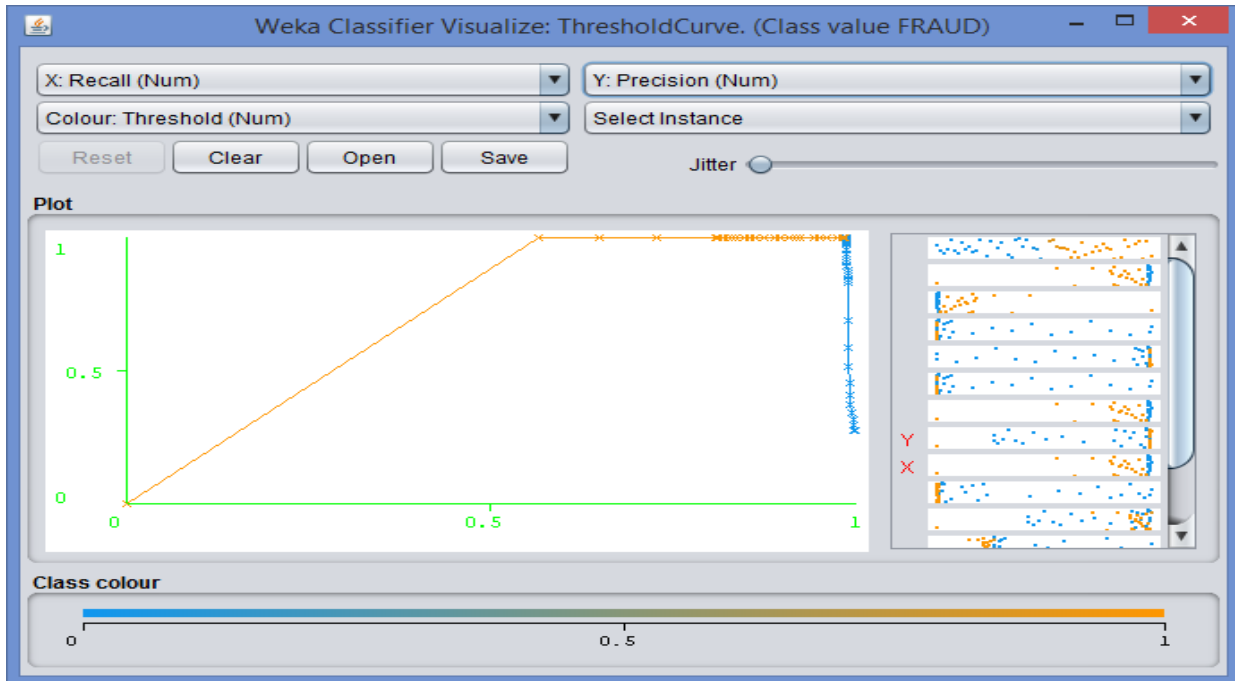 Weka Classifier Visualize: ThresholdCurve. (Class value FRAUD)
X: Recall (Num) Y: Precision (Num)
Colour: Threshold (Num) Select Instance
Reset Clear Open Save Jitter
Plot
1
0.5
0
0 0.5 1
Y
X
Class colour
0 0.5 1